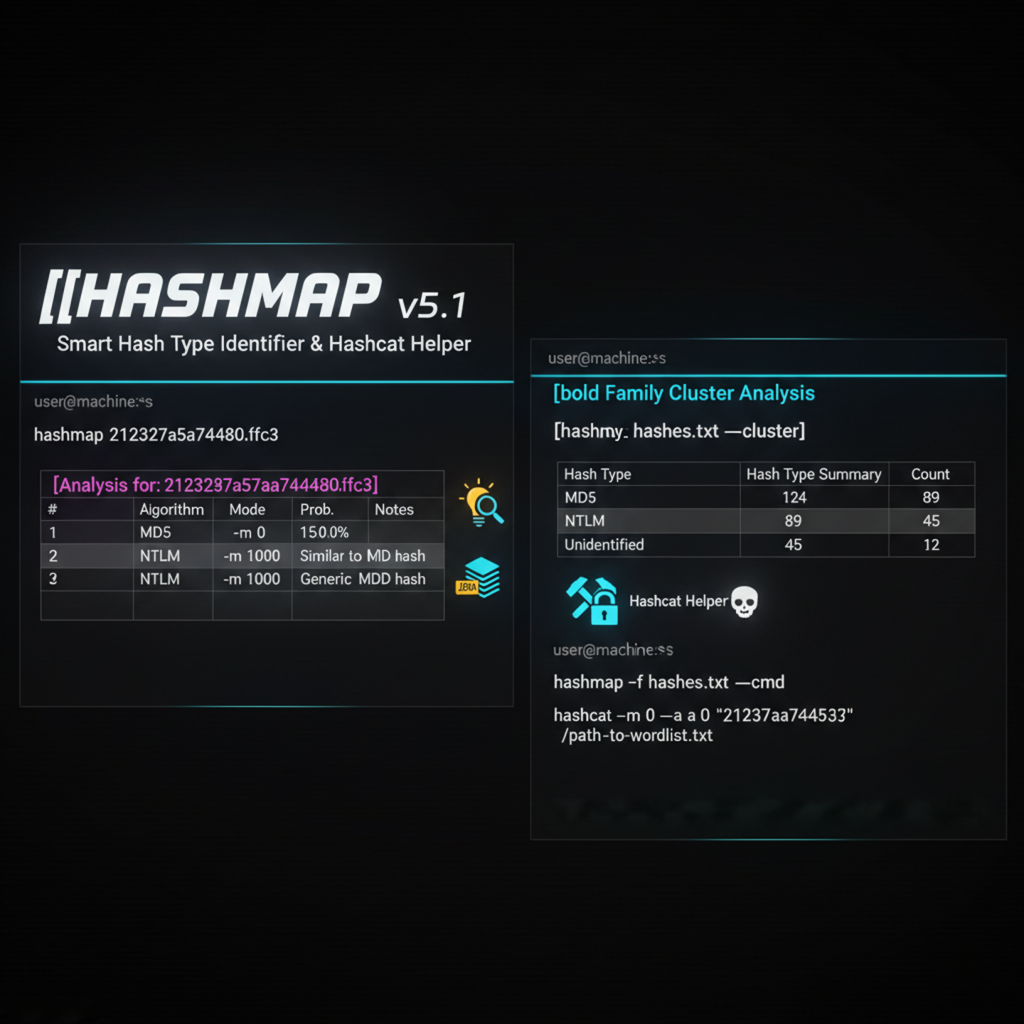 [[HASHMAP v5.1
Smart Hash Type Identifier & Hashcat Helper
user@machine:~s
hashmap 212327a5a74480.ffc3
[Analysis for: 2123297a57aa744480.ffc3]
# Aigorithm Mode Prob. Notes
1 MD5 -m 0 150.0%
2 NTLM -m 1000 Similar to MD hash
3 NTLM -m 1000 Generic MDD hash
user@machine:
[bold Family Cluster Analysis
[hashmy. hashes.txt —cluster]
Hash Type Hash Type Summary Count
MD5 124 89
NTLM 89 45
Unidentified 45 12
Hashcat Helper
user@machine:
hashmap –f hashes.txt —cmd
hashcat –m 0 —a a 0 "21237aa744533"
/path-to-wordlist.txt